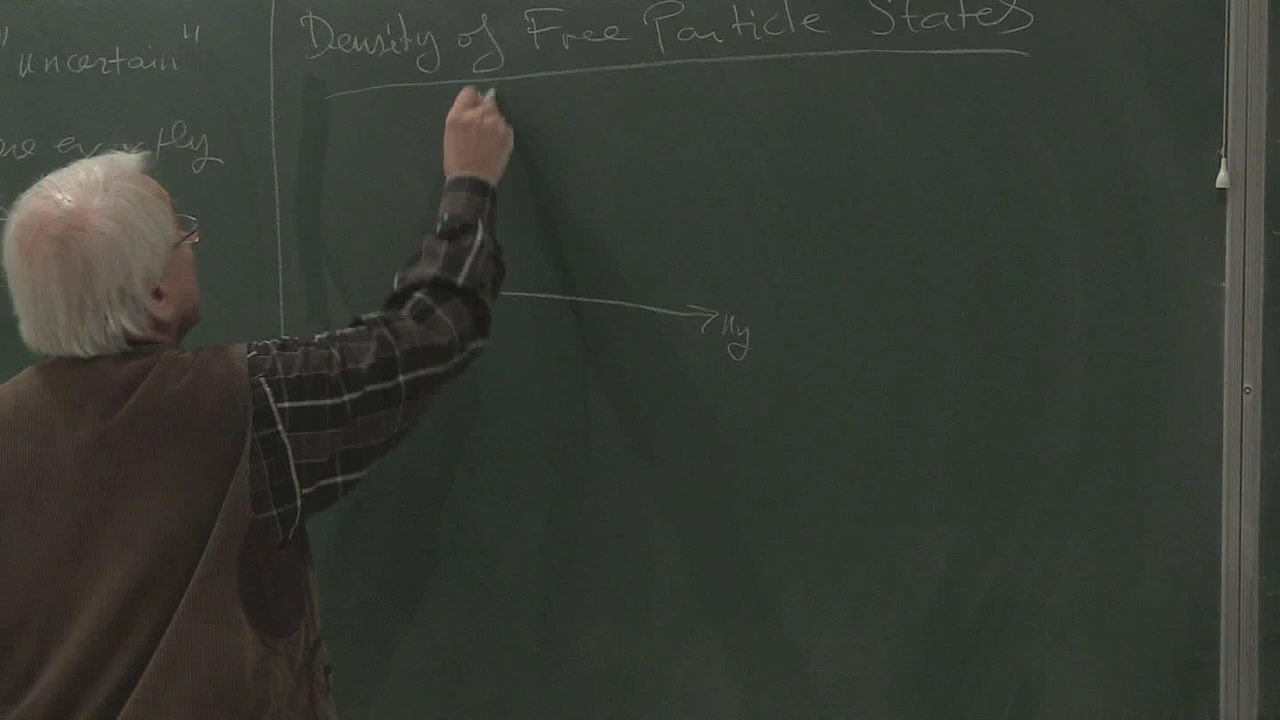 "uncertain"
exactly
Density of Free Particle States
ny